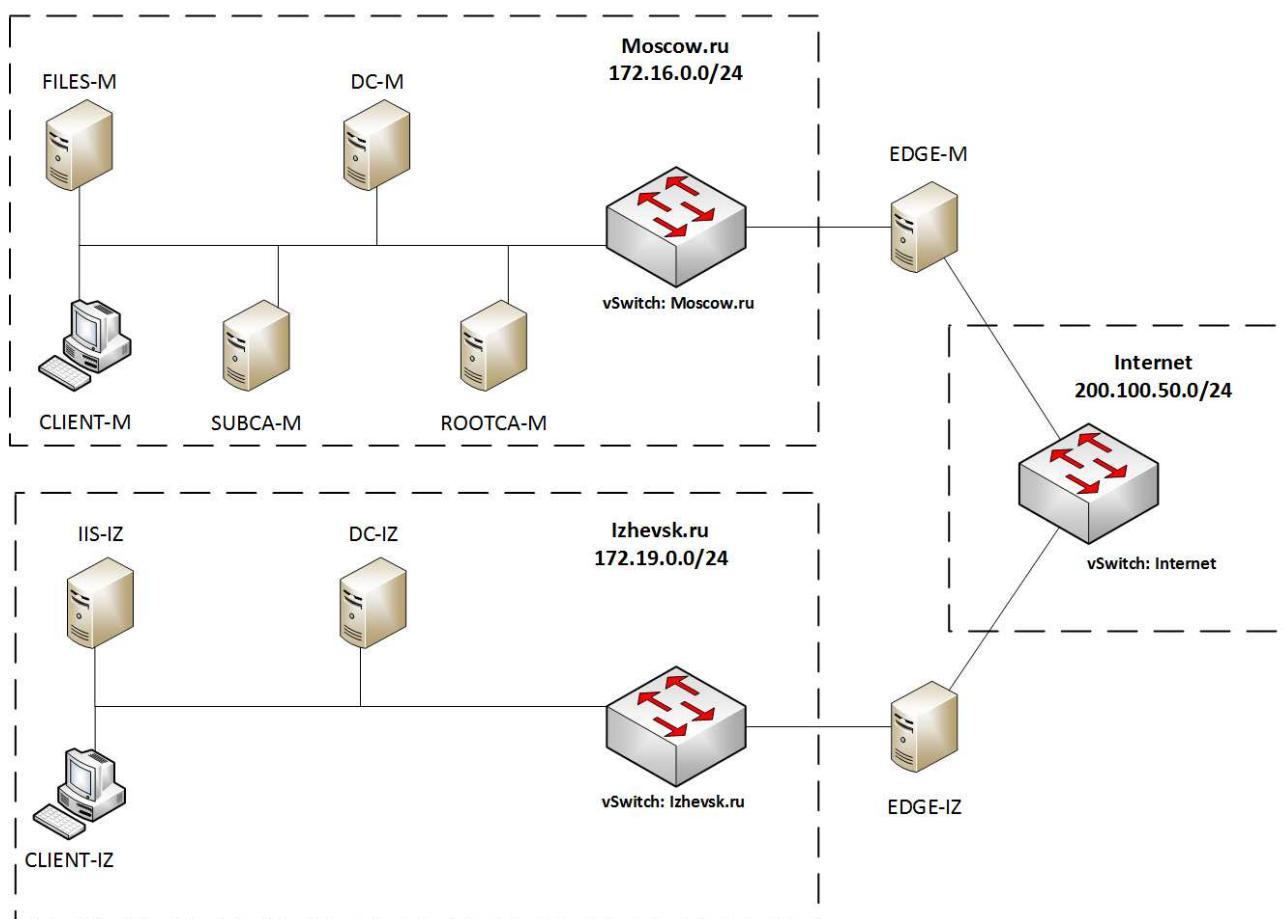 Moscow.ru
172.16.0.0/24
FILES-M
DC-M
vSwitch: Moscow.ru
CLIENT-M
SUBCA-M
ROOTCA-M
EDGE-M
Internet
200.100.50.0/24
vSwitch: Internet
IIS-IZ
DC-IZ
Izhevsk.ru
172.19.0.0/24
vSwitch: Izhevsk.ru
CLIENT-IZ
EDGE-IZ